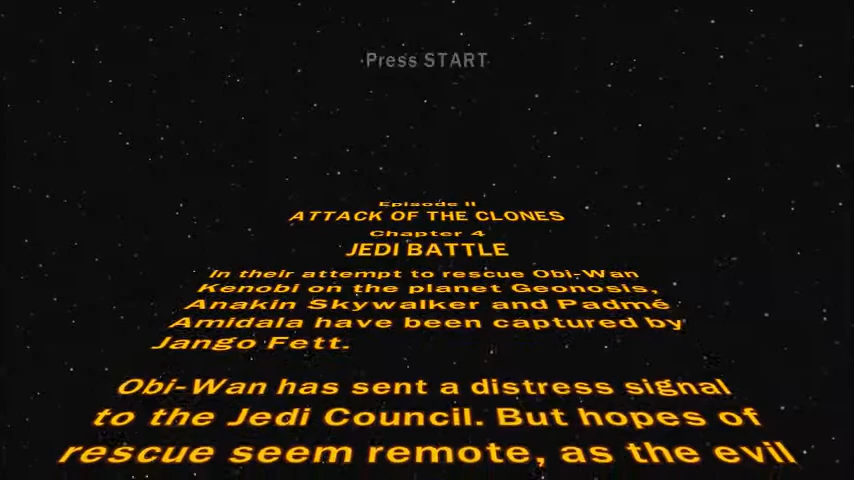 Press START
Episode II
ATTACK OF THE CLONES
Chapter 4
JEDI BATTLE
In their attempt to rescue Obi-Wan
Kenobi on the planet Geonosis,
Anakin Skywalker and Padmé
Amidala have been captured by
Jango Fett.
Obi-Wan has sent a distress signal
to the Jedi Council. But hopes of
rescue seem remote, as the evil